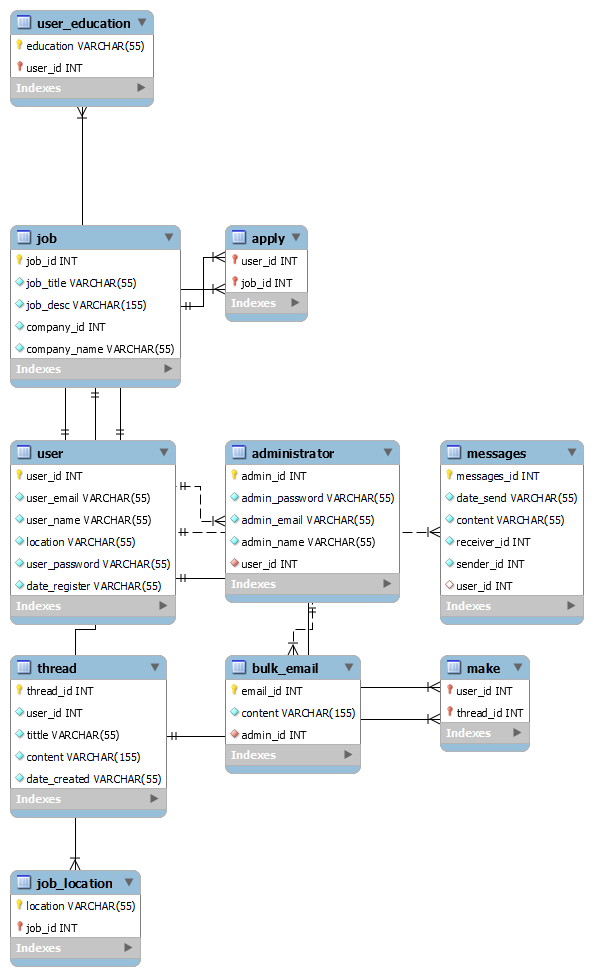 user_education
education VARCHAR(55)
user_id INT
Indexes
job
job_id INT
job_title VARCHAR(55)
job_desc VARCHAR(155)
company_id INT
company_name VARCHAR(55)
Indexes
apply
user_id INT
job_id INT
Indexes
user
user_id INT
user_email VARCHAR(55)
user_name VARCHAR(55)
location VARCHAR(55)
user_password VARCHAR(55)
date_register VARCHAR(55)
Indexes
administrator
admin_id INT
admin_password VARCHAR(55)
admin_email VARCHAR(55)
admin_name VARCHAR(55)
user_id INT
Indexes
messages
messages_id INT
date_send VARCHAR(55)
content VARCHAR(55)
receiver_id INT
sender_id INT
user_id INT
Indexes
thread
thread_id INT
user_id INT
tittle VARCHAR(55)
content VARCHAR(155)
date_created VARCHAR(55)
Indexes
bulk_email
email_id INT
content VARCHAR(155)
admin_id INT
Indexes
make
user_id INT
thread_id INT
Indexes
job_location
location VARCHAR(55)
job_id INT
Indexes